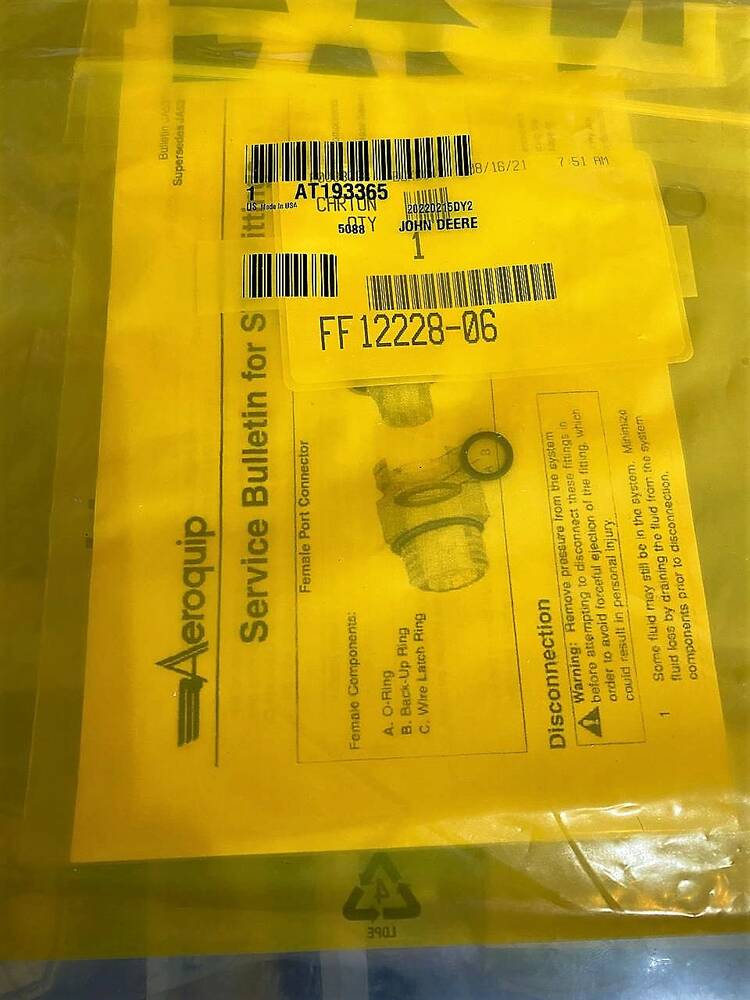 Bulletin
Supersedes
8/16/21 7 51 AM
1 AT193365
US Made In USA
CARTON
20220215DY2
QTY
5088 JOHN DEERE
1
FF12228-06
Aeroquip
Service Bulletin for
Female Port Connector
B
Female Components:
A. O-Ring
B. Back-Up Ring
C. Wire Latch Ring
Disconnection
Warning: Remove pressure from the system
before attempting to disconnect these fittings in
order to avoid forceful ejection of the fitting, which
could result in personal injury.
1 Some fluid may still be in the system. Minimize
fluid loss by draining the fluid from the system
components prior to disconnection.
4
LDPE